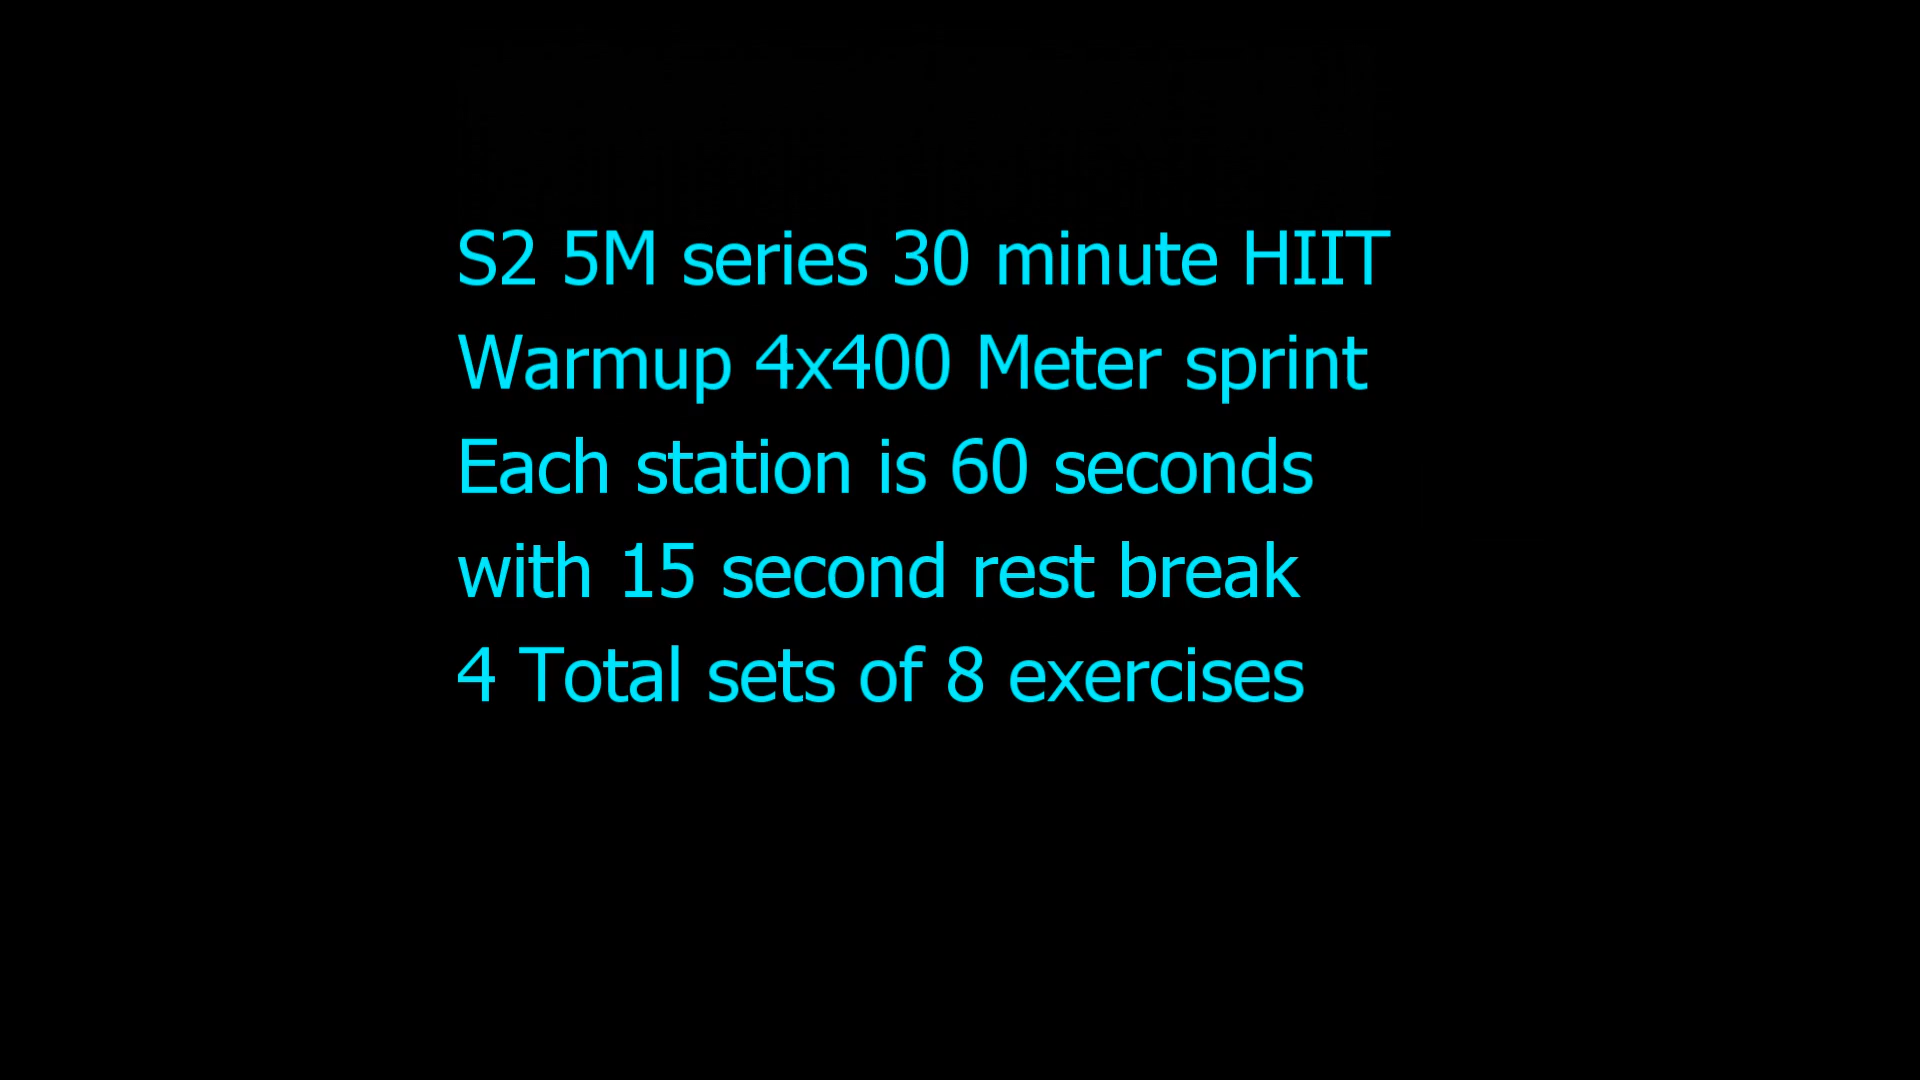 S2 5M series 30 minute HIIT
Warmup 4x400 Meter sprint
Each station is 60 seconds
with 15 second rest break
4 Total sets of 8 exercises